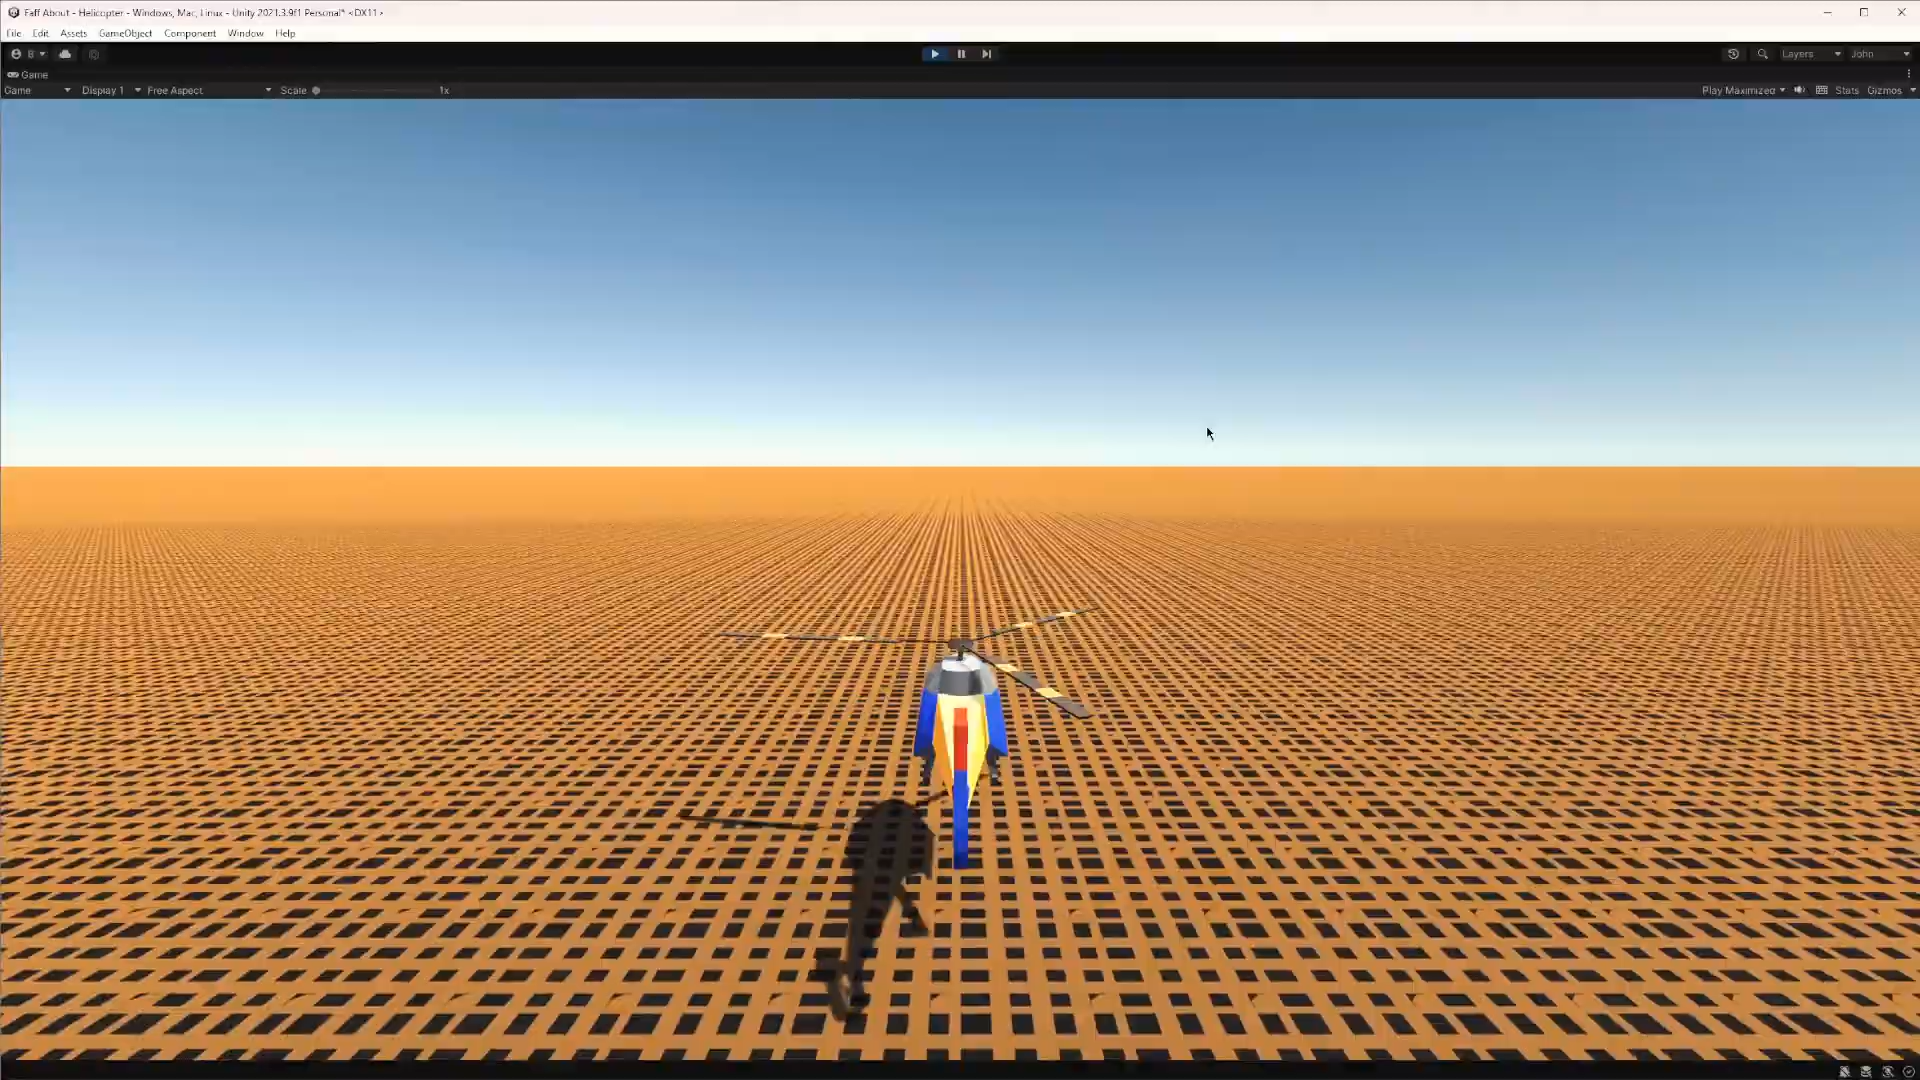 Faff About - Helicopter - Windows, Mac, Linux - Unity 2021.3.9f1 Personal* <DX11>
File Edit Assets GameObject Component Window Help
B Layers John
Game
Game Display 1 Free Aspect Scale 1x Play Maximized Stats Gizmos